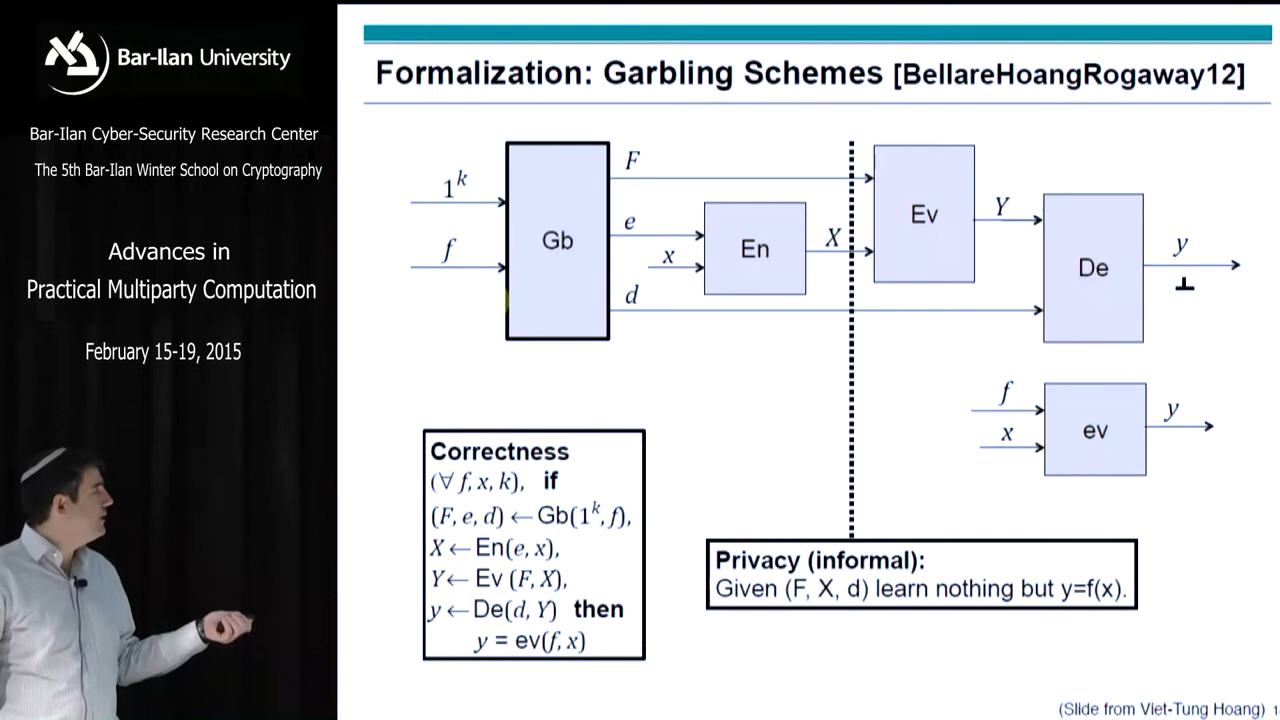 Bar-Ilan University
Bar-Ilan Cyber-Security Research Center
The 5th Bar-Ilan Winter School on Cryptography
Advances in
Practical Multiparty Computation
February 15-19, 2015
Formalization: Garbling Schemes [BellareHoangRogaway12]
1^k
f
Gb
F
e
x
d
En
X
Ev
Y
De
y
⊥
f
x
ev
y
Correctness
(∀ f, x, k), if
(F, e, d) ← Gb(1^k, f),
X ← En(e, x),
Y ← Ev (F, X),
y ← De(d, Y) then
y = ev(f, x)
Privacy (informal):
Given (F, X, d) learn nothing but y=f(x).
(Slide from Viet-Tung Hoang)